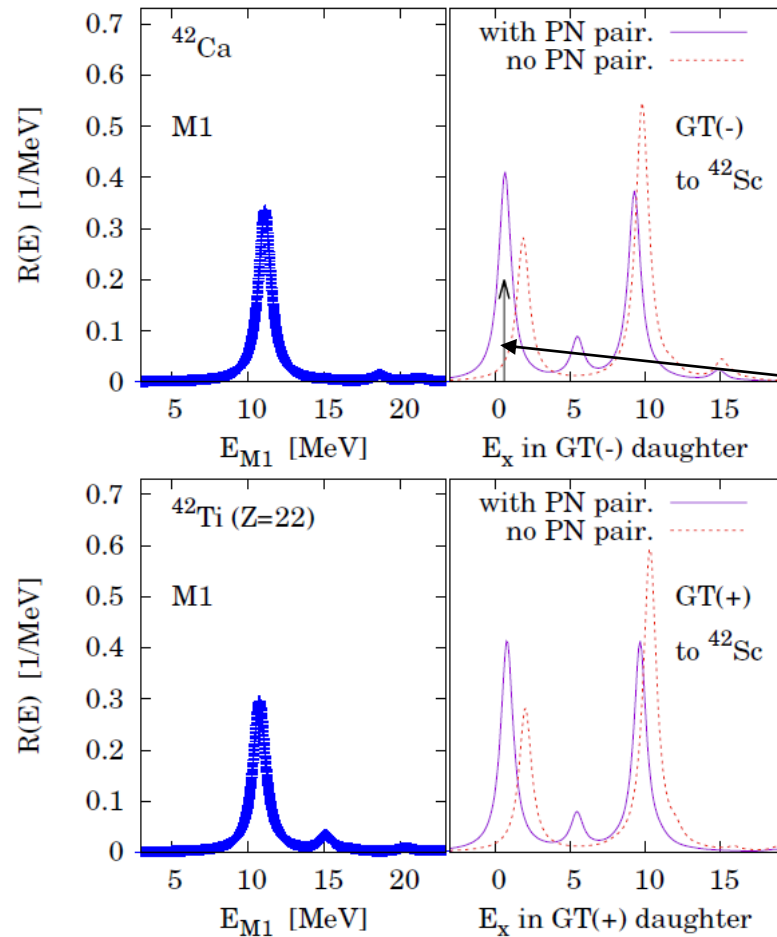 0.7
0.6
0.5
0.4
0.3
0.2
0.1
0
R(E) [1/MeV]
⁴²Ca
M1
5 10 15 20
E_M1 [MeV]
with PN pair.
no PN pair.
GT(-)
to ⁴²Sc
0 5 10 15
E_x in GT(-) daughter
0.7
0.6
0.5
0.4
0.3
0.2
0.1
0
R(E) [1/MeV]
⁴²Ti (Z=22)
M1
5 10 15 20
E_M1 [MeV]
with PN pair.
no PN pair.
GT(+)
to ⁴²Sc
0 5 10 15
E_x in GT(+) daughter